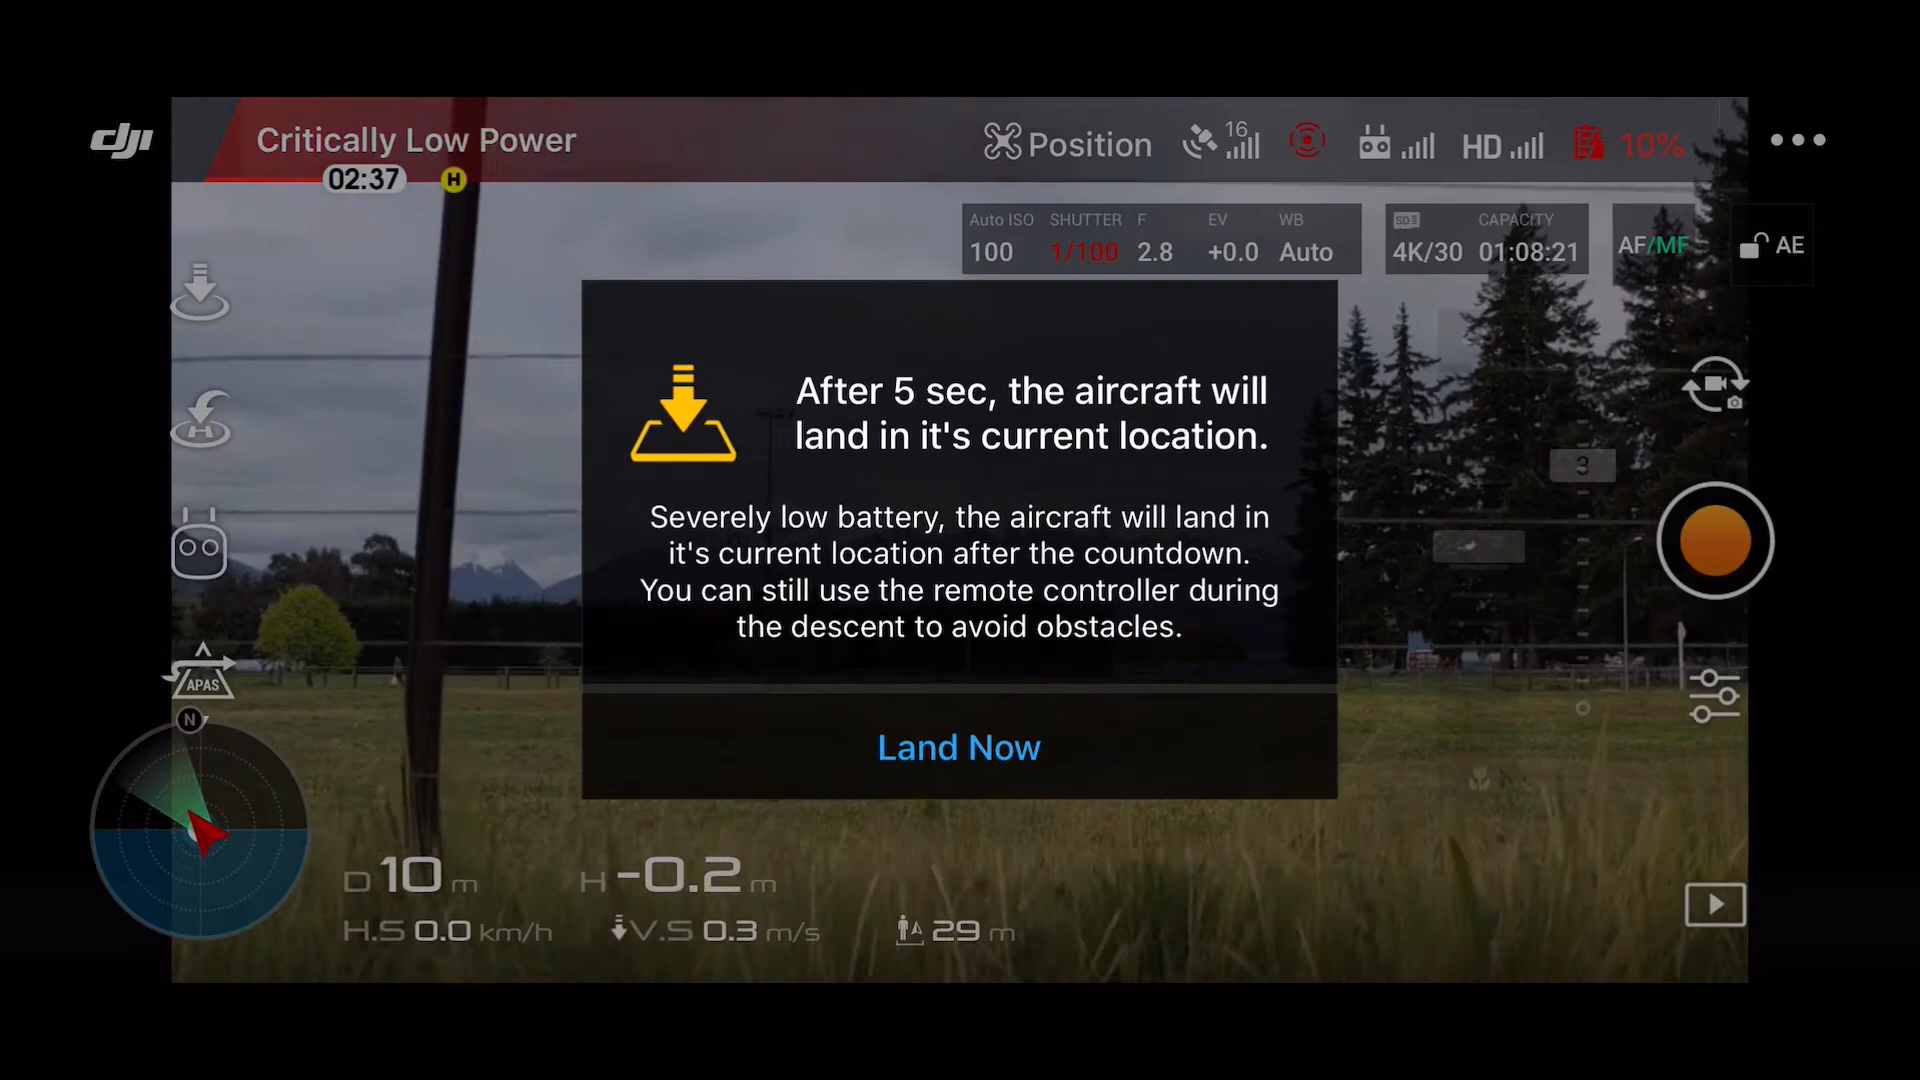 dji
Critically Low Power
Position
16
HD
10%
02:37
H
Auto ISO SHUTTER F EV WB
100 1/100 2.8 +0.0 Auto
SD CAPACITY
4K/30 01:08:21
AF/MF
AE
After 5 sec, the aircraft will
land in it's current location.
3
Severely low battery, the aircraft will land in
it's current location after the countdown.
You can still use the remote controller during
the descent to avoid obstacles.
APAS
N
Land Now
D 10 m H -0.2 m
H.S 0.0 km/h V.S 0.3 m/s 29 m